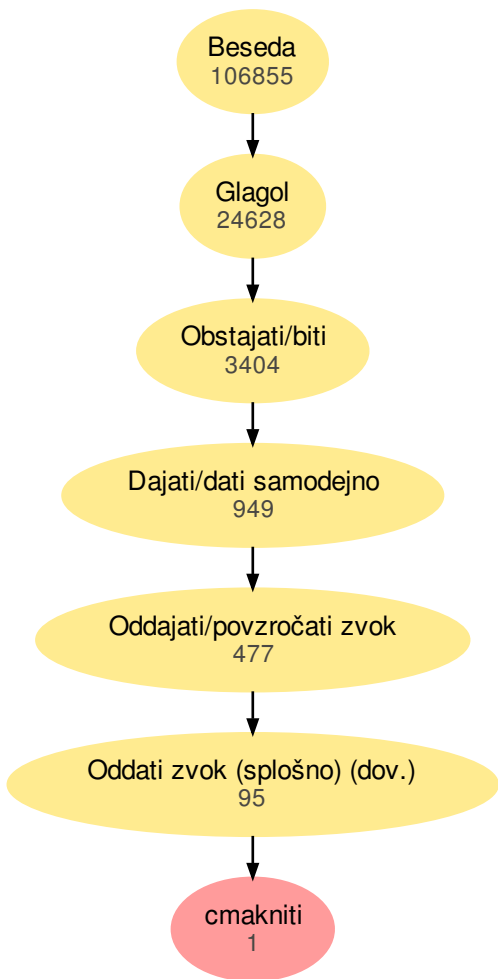 Beseda
106855
Glagol
24628
Obstajati/biti
3404
Dajati/dati samodejno
949
Oddajati/povzročati zvok
477
Oddati zvok (splošno) (dov.)
95
cmakniti
1